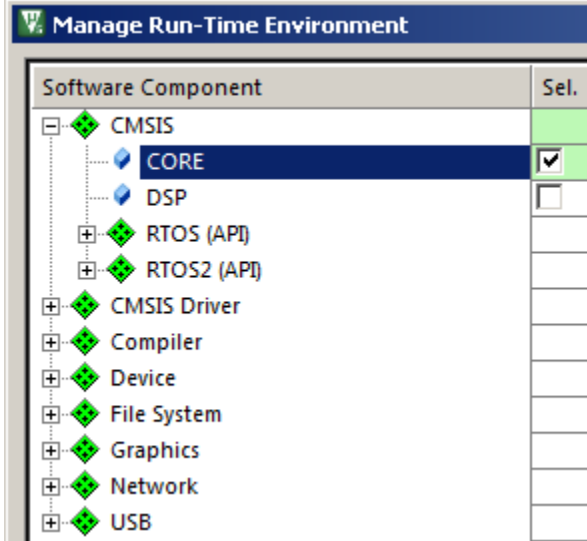 Manage Run-Time Environment
Software Component Sel.
CMSIS
CORE
DSP
RTOS (API)
RTOS2 (API)
CMSIS Driver
Compiler
Device
File System
Graphics
Network
USB